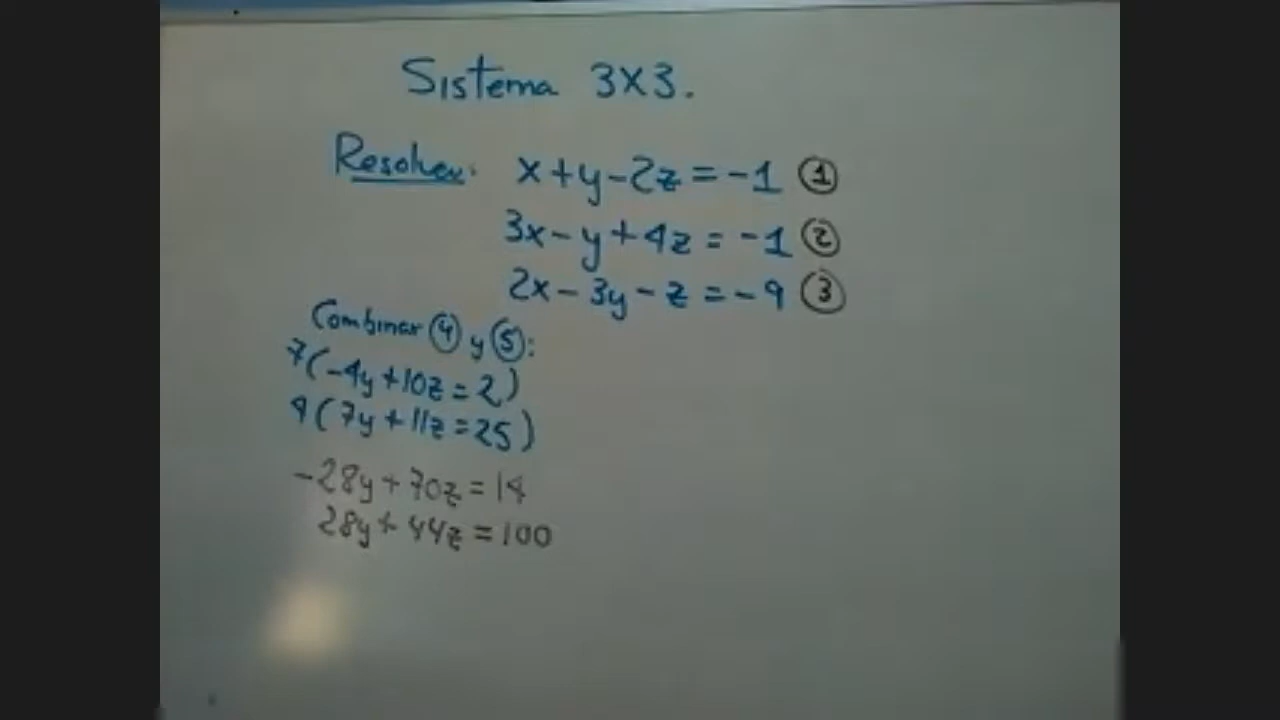 Sistema 3X3.
Resolver: x+y-2z=-1 ①
3x-y+4z=-1 ②
2x-3y-z=-9 ③
Combinar ④ y ⑤:
7(-4y+10z=2)
4(7y+11z=25)
-28y+70z=14
28y+44z=100